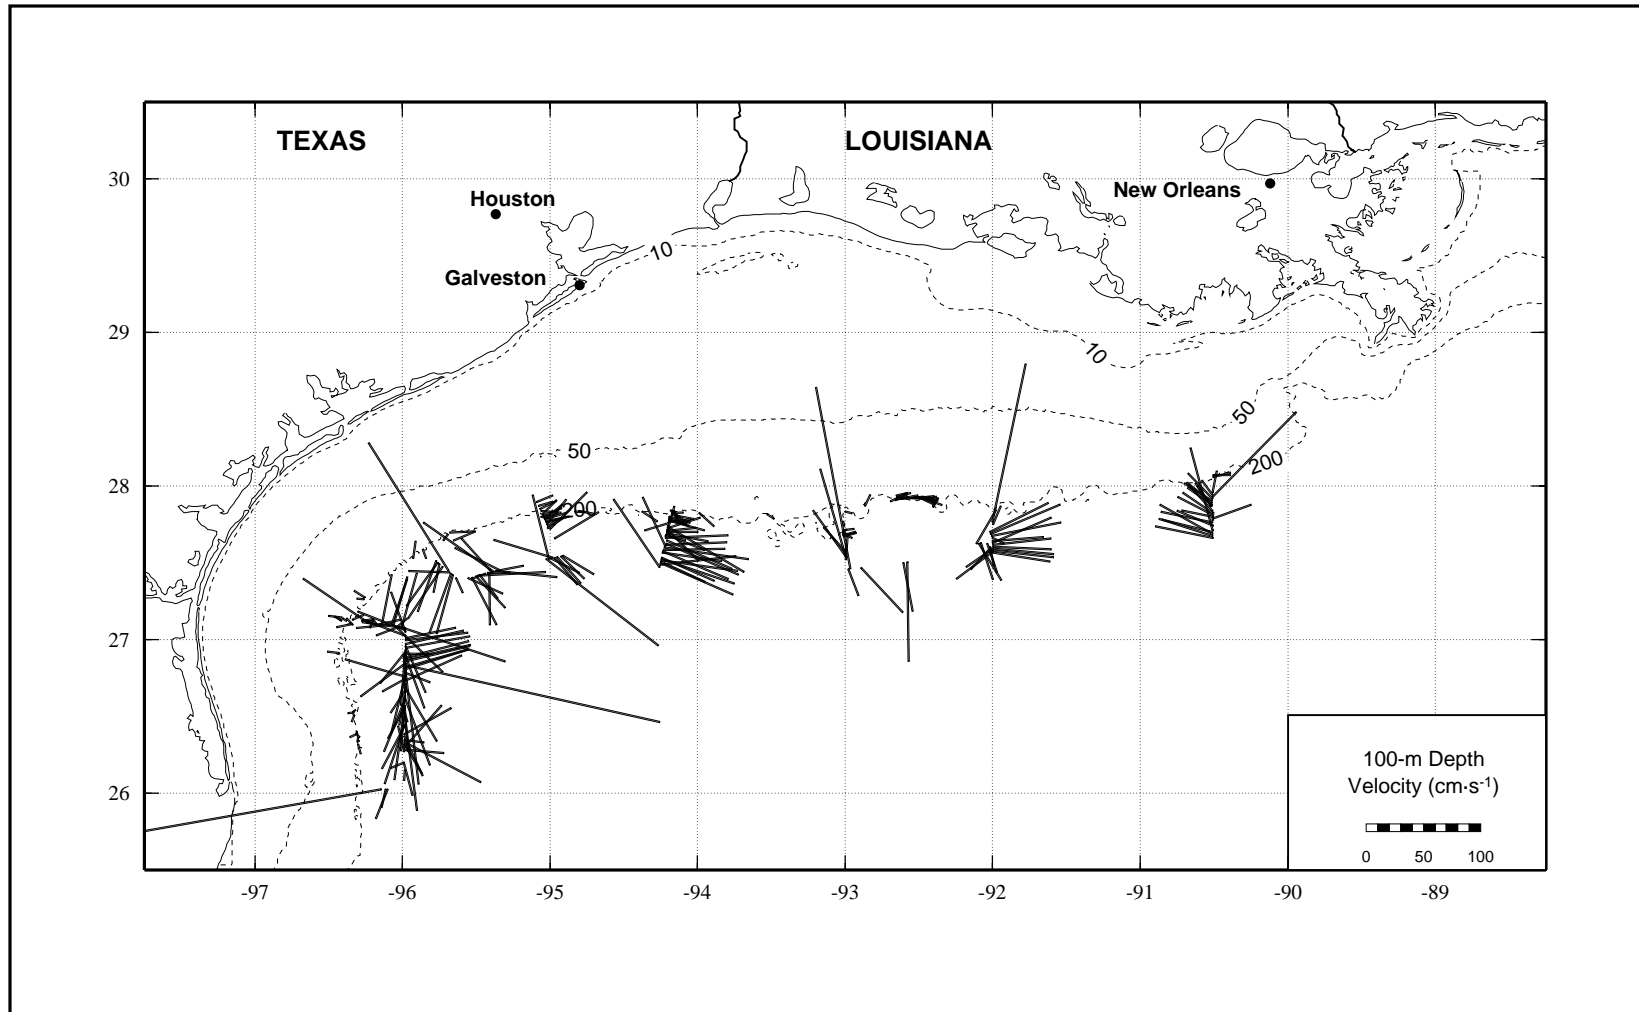 TEXAS
LOUISIANA
30
New Orleans
Houston
10
Galveston
29
10
50
50
200
28
200
27
100-m Depth
Velocity (cm·s-1)
26
0 50 100
-97 -96 -95 -94 -93 -92 -91 -90 -89